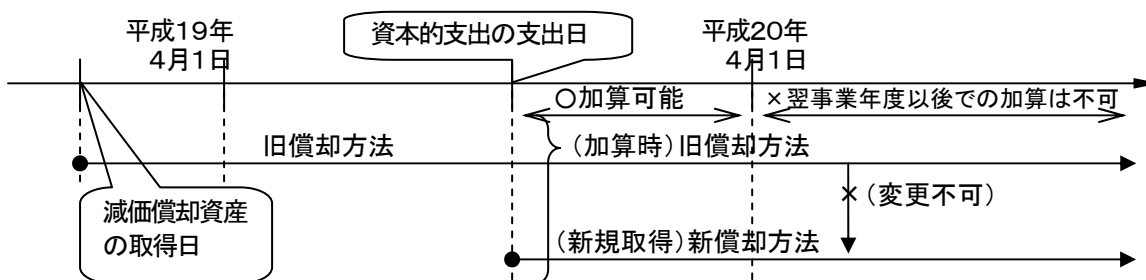 平成19年
4月1日
資本的支出の支出日
平成20年
4月1日
○加算可能
×翌事業年度以後での加算は不可
旧償却方法
(加算時)旧償却方法
減価償却資産
の取得日
×(変更不可)
(新規取得)新償却方法